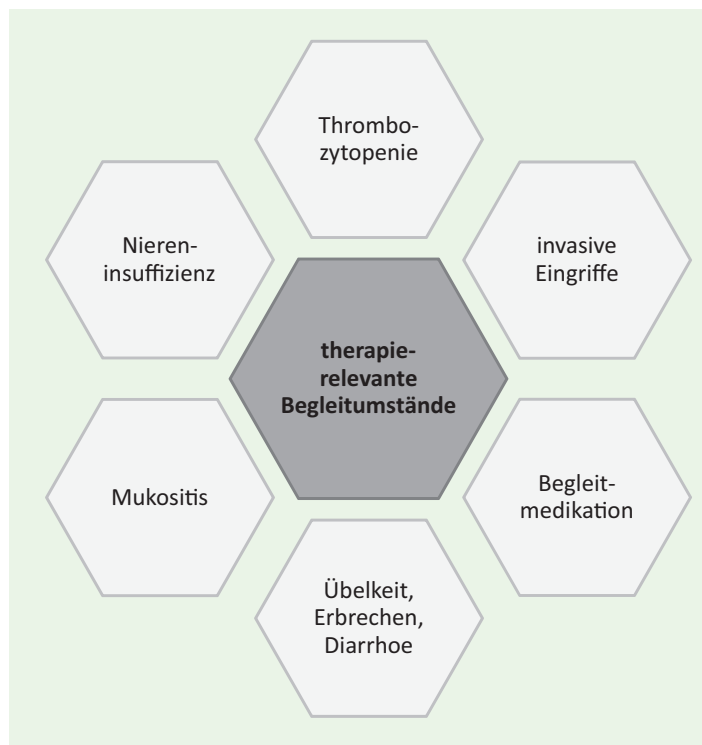 Thrombo-
zytopenie
Nieren-
insuffizienz
invasive
Eingriffe
therapie-
relevante
Begleitumstände
Mukositis
Begleit-
medikation
Übelkeit,
Erbrechen,
Diarrhoe